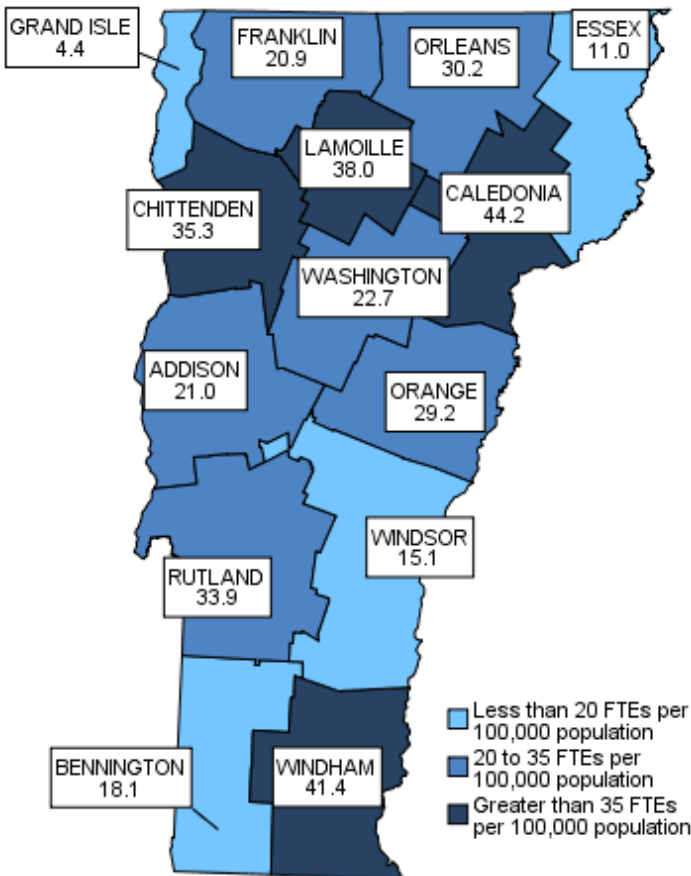 GRAND ISLE
4.4
FRANKLIN
20.9
ORLEANS
30.2
ESSEX
11.0
LAMOILLE
38.0
CALEDONIA
44.2
CHITTENDEN
35.3
WASHINGTON
22.7
ADDISON
21.0
ORANGE
29.2
WINDSOR
15.1
RUTLAND
33.9
BENNINGTON
18.1
WINDHAM
41.4
Less than 20 FTEs per
100,000 population
20 to 35 FTEs per
100,000 population
Greater than 35 FTEs
per 100,000 population